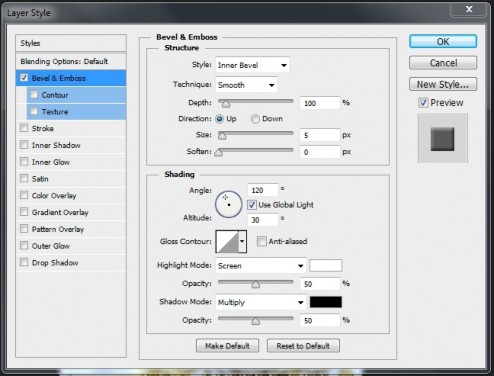 Layer Style
Styles
Blending Options: Default
Bevel & Emboss
Contour
Texture
Stroke
Inner Shadow
Inner Glow
Satin
Color Overlay
Gradient Overlay
Pattern Overlay
Outer Glow
Drop Shadow
Bevel & Emboss
Structure
Style: Inner Bevel
Technique: Smooth
Depth: 100 %
Direction: Up Down
Size: 5 px
Soften: 0 px
Shading
Angle: 120 °
Use Global Light
Altitude: 30 °
Gloss Contour: Anti-aliased
Highlight Mode: Screen
Opacity: 50 %
Shadow Mode: Multiply
Opacity: 50 %
Make Default Reset to Default
OK
Cancel
New Style...
Preview